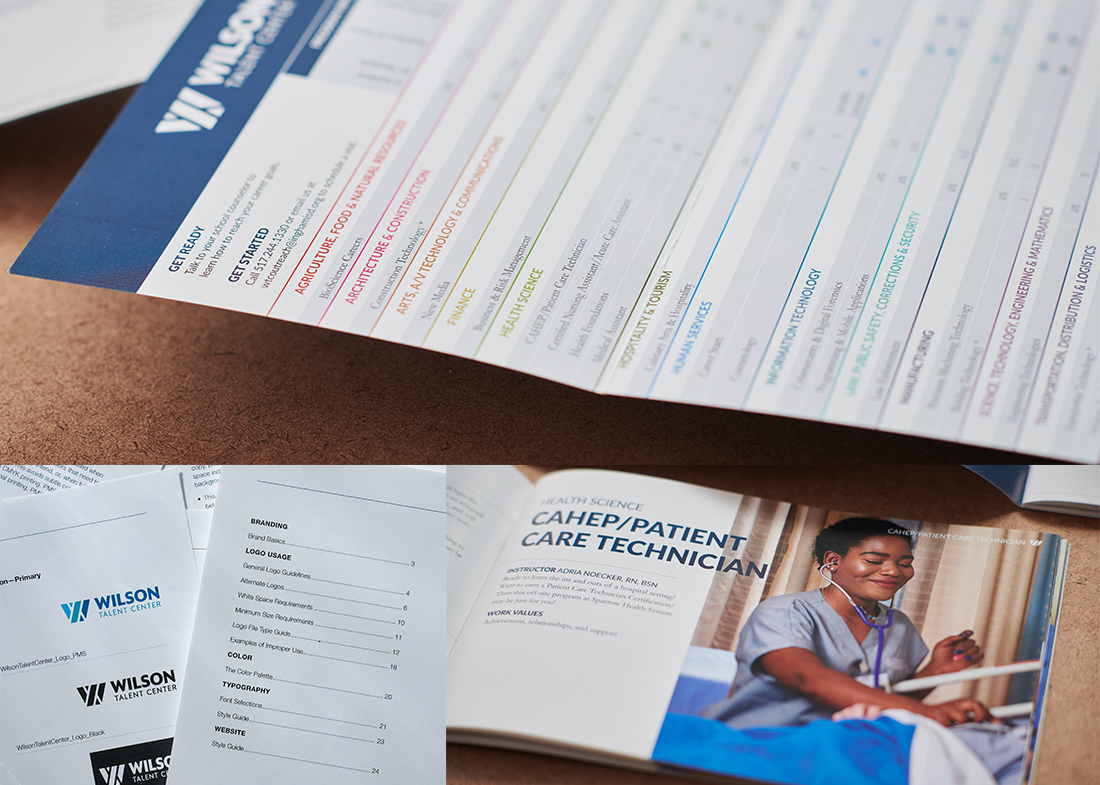 WILSON
TALENT CENTER
GET READY
Talk to your school counselor to
learn how to reach your career goals.
GET STARTED
Call 517.244.1330 or email us at
wtcoutreach@inghamisd.org to schedule a visit.
AGRICULTURE, FOOD & NATURAL RESOURCES
BioScience Careers
ARCHITECTURE & CONSTRUCTION
Construction Technology*
ARTS, A/V TECHNOLOGY & COMMUNICATIONS
New Media
FINANCE
Business & Risk Management
HEALTH SCIENCE
CAHEP/Patient Care Technician
Certified Nursing Assistant/Acute Care Assistant
Health Foundations
Medical Assistant
HOSPITALITY & TOURISM
Culinary Arts & Hospitality
HUMAN SERVICES
Cosmetology
INFORMATION TECHNOLOGY
Cybersecurity & Digital Forensics
Programming & Mobile Applications
LAW, PUBLIC SAFETY, CORRECTIONS & SECURITY
Law Enforcement
MANUFACTURING
Precision Machining Technology
Welding Technology *
SCIENCE, TECHNOLOGY, ENGINEERING & MATHEMATICS
Engineering Technologies
TRANSPORTATION, DISTRIBUTION & LOGISTICS
on—Primary
WILSON
TALENT CENTER
WilsonTalentCenter_Logo_PMS
WILSON
TALENT CENTER
WilsonTalentCenter_Logo_Black
WILSO
TALENT CE
BRANDING
Brand Basics 3
LOGO USAGE
General Logo Guidelines 4
Alternate Logos 6
White Space Requirements 10
Minimum Size Requirements 11
Logo File Type Guide 12
Examples of Improper Use 18
COLOR
The Color Palette 20
TYPOGRAPHY
Font Selections 21
Style Guide 23
WEBSITE
Style Guide 24
HEALTH SCIENCE
CAHEP/PATIENT
CARE TECHNICIAN
INSTRUCTOR ADRIA NOECKER, RN, BSN
Ready to learn the ins and outs of a hospital setting?
Want to earn a Patient Care Technician Certification?
Then this off-site program at Sparrow Health System
may be just for you!
WORK VALUES
Achievement, relationships, and support
CAHEP/PATIENT CARE TECHNICIAN